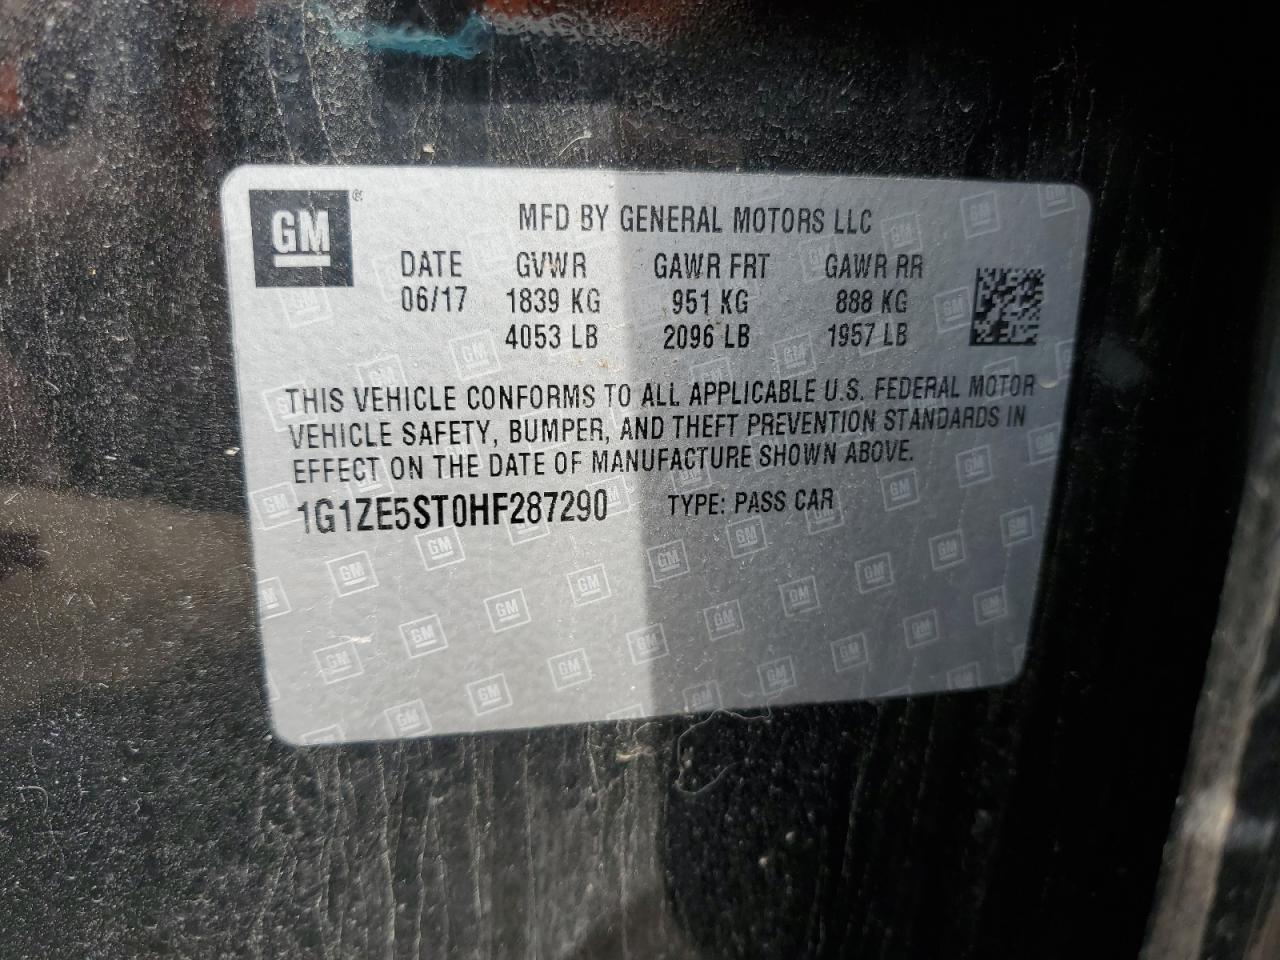 GM
MFD BY GENERAL MOTORS LLC
DATE GVWR GAWR FRT GAWR RR
06/17 1839 KG 951 KG 888 KG
4053 LB 2096 LB 1957 LB
THIS VEHICLE CONFORMS TO ALL APPLICABLE U.S. FEDERAL MOTOR
VEHICLE SAFETY, BUMPER, AND THEFT PREVENTION STANDARDS IN
EFFECT ON THE DATE OF MANUFACTURE SHOWN ABOVE.
1G1ZE5ST0HF287290 TYPE: PASS CAR